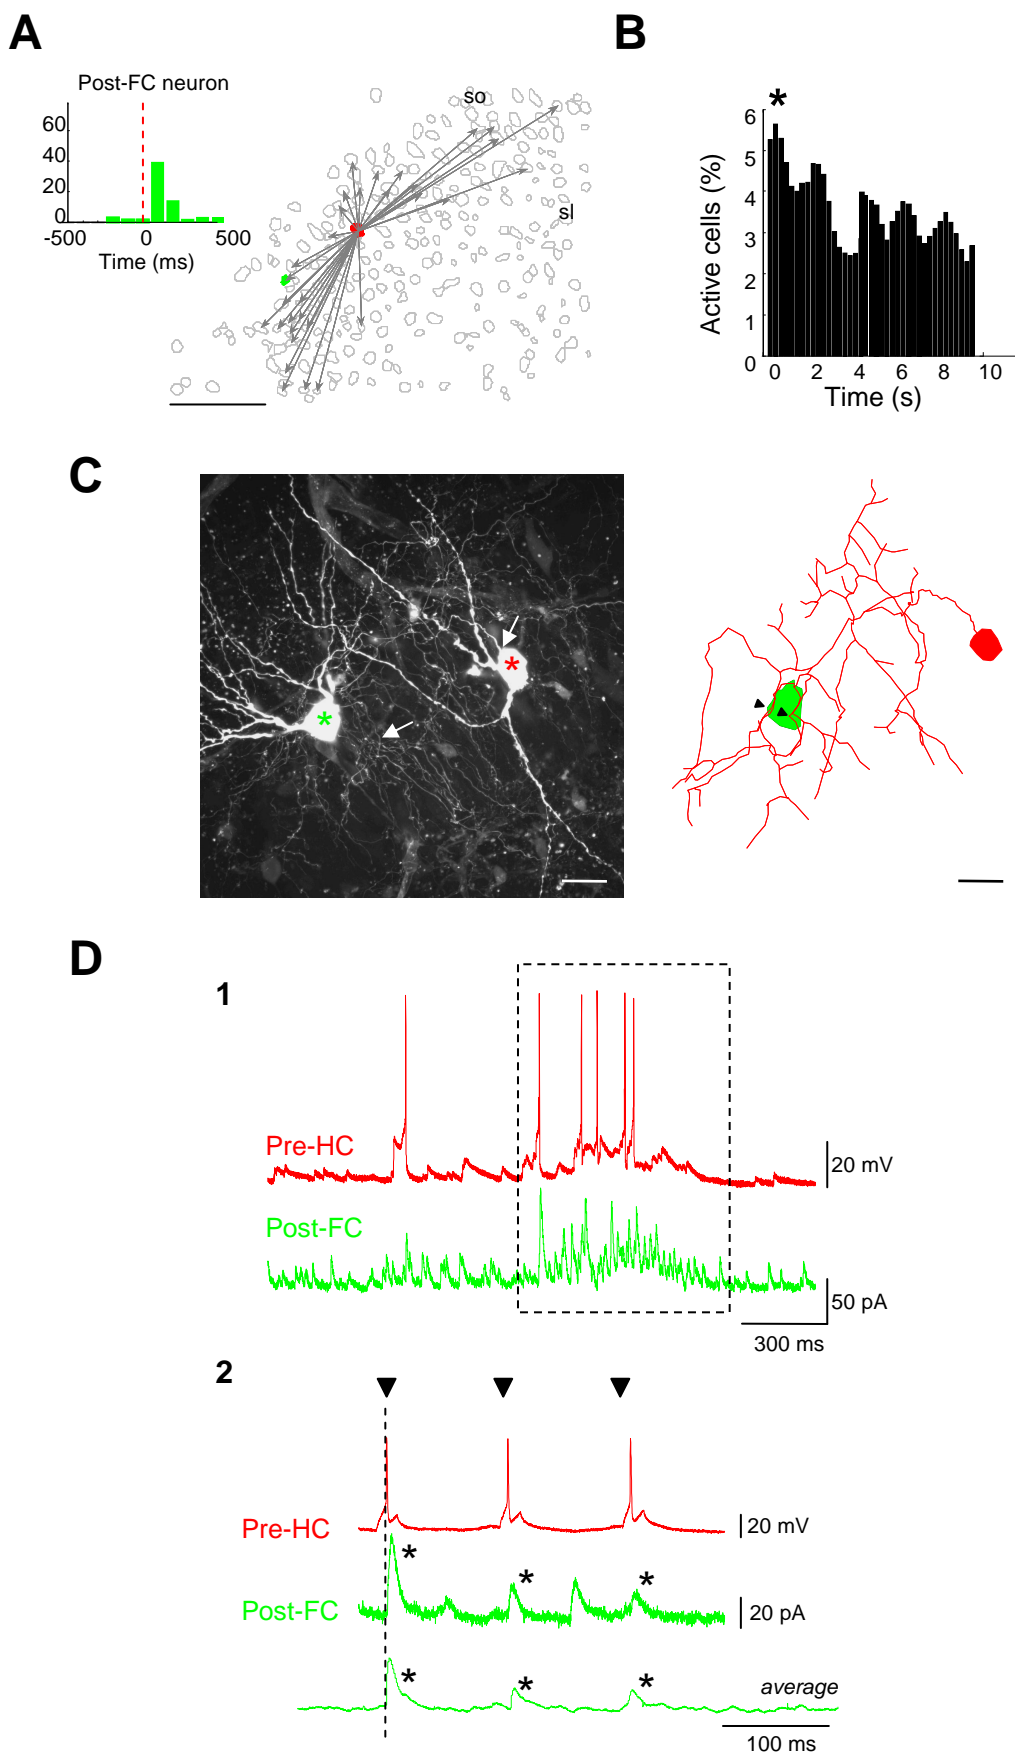 A
B
Post-FC neuron
60
40
20
0
-500 0 500
Time (ms)
so
sl
*
6
5
4
3
2
1
0
Active cells (%)
0 2 4 6 8 10
Time (s)
C
*
*
D
1
Pre-HC
20 mV
Post-FC
50 pA
300 ms
2
Pre-HC
20 mV
* * *
Post-FC
20 pA
* * *
average
100 ms